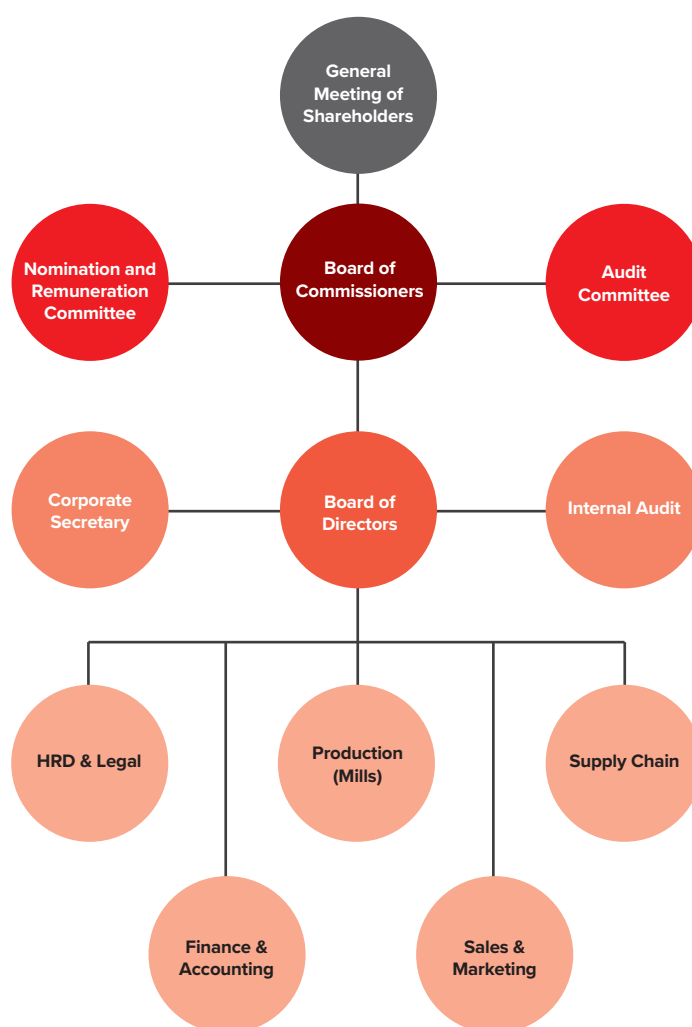 General
Meeting of
Shareholders
Nomination and
Remuneration
Committee
Board of
Commissioners
Audit
Committee
Corporate
Secretary
Board of
Directors
Internal Audit
HRD & Legal
Production
(Mills)
Supply Chain
Finance &
Accounting
Sales &
Marketing